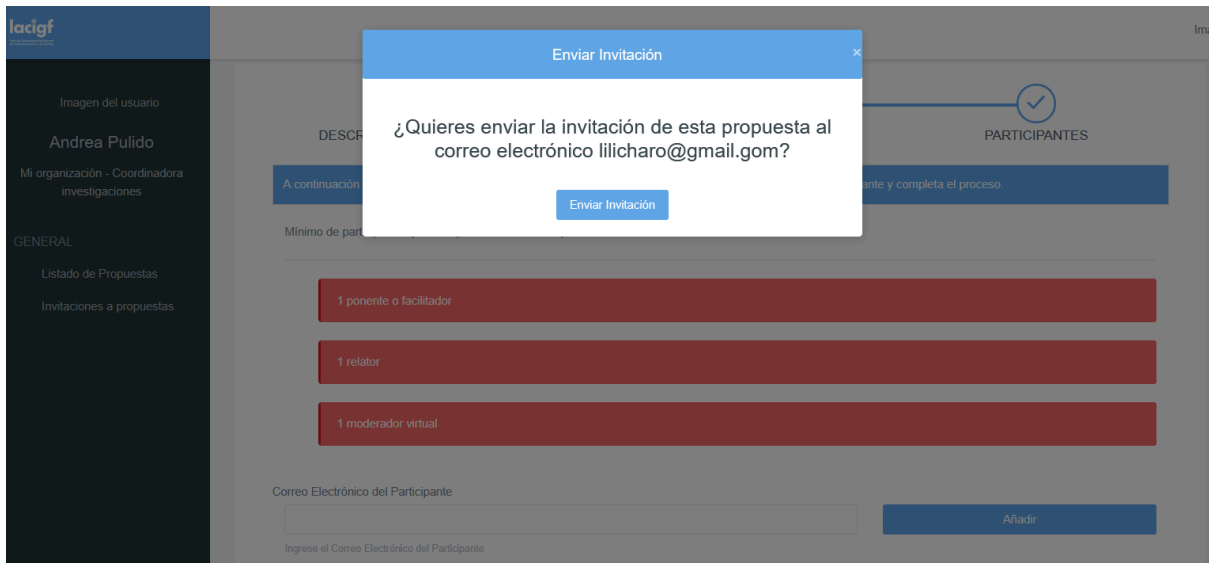 lacigf
Ima
Enviar Invitación
×
¿Quieres enviar la invitación de esta propuesta al
correo electrónico lilicharo@gmail.gom?
Enviar Invitación
Imagen del usuario
Andrea Pulido
Mi organización - Coordinadora
investigaciones
GENERAL
Listado de Propuestas
Invitaciones a propuestas
DESCR
PARTICIPANTES
A continuación
ante y completa el proceso.
Mínimo de part
1 ponente o facilitador
1 relator
1 moderador virtual
Correo Electrónico del Participante
Añadir
Ingrese el Correo Electrónico del Participante